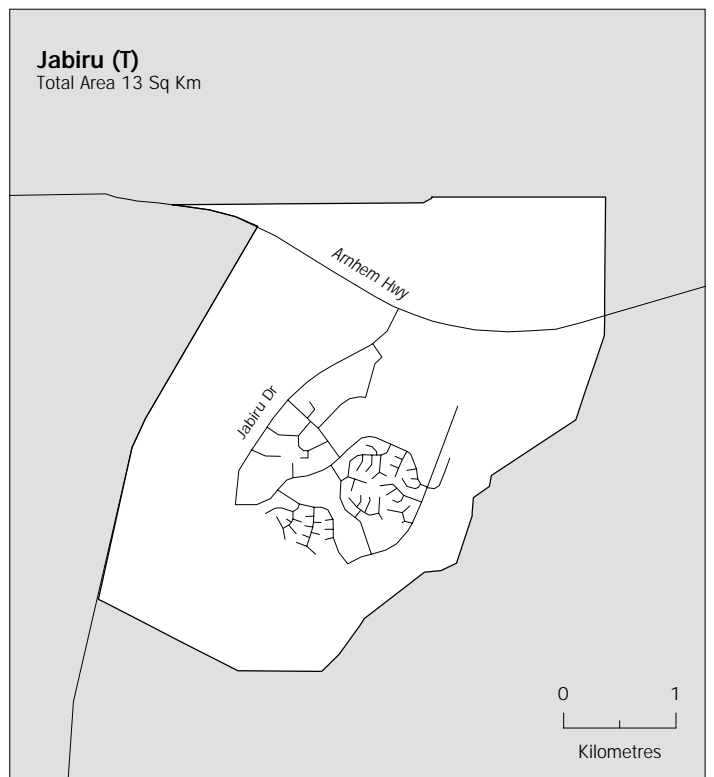 Jabiru (T)
Total Area 13 Sq Km
Arnhem Hwy
Jabiru Dr
0 1
Kilometres